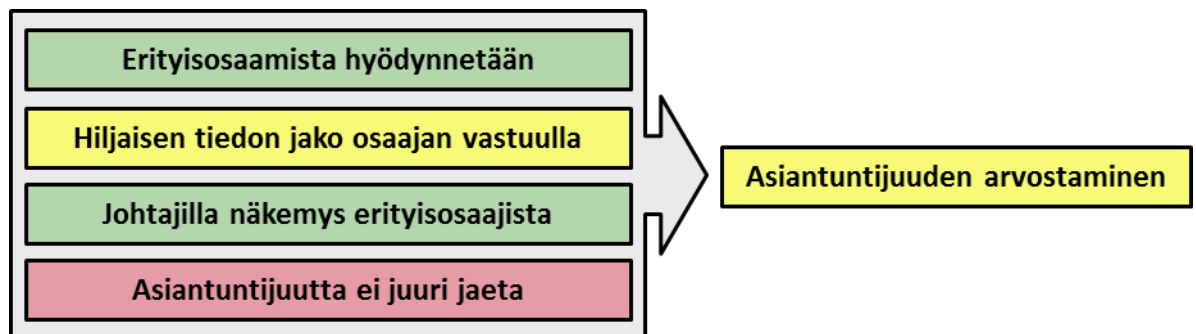 Erityisosaamista hyödynnetään
Hiljaisen tiedon jako osaajan vastuulla
Johtajilla näkemys erityisosaajista
Asiantuntijuutta ei juuri jaeta
Asiantuntijuuden arvostaminen